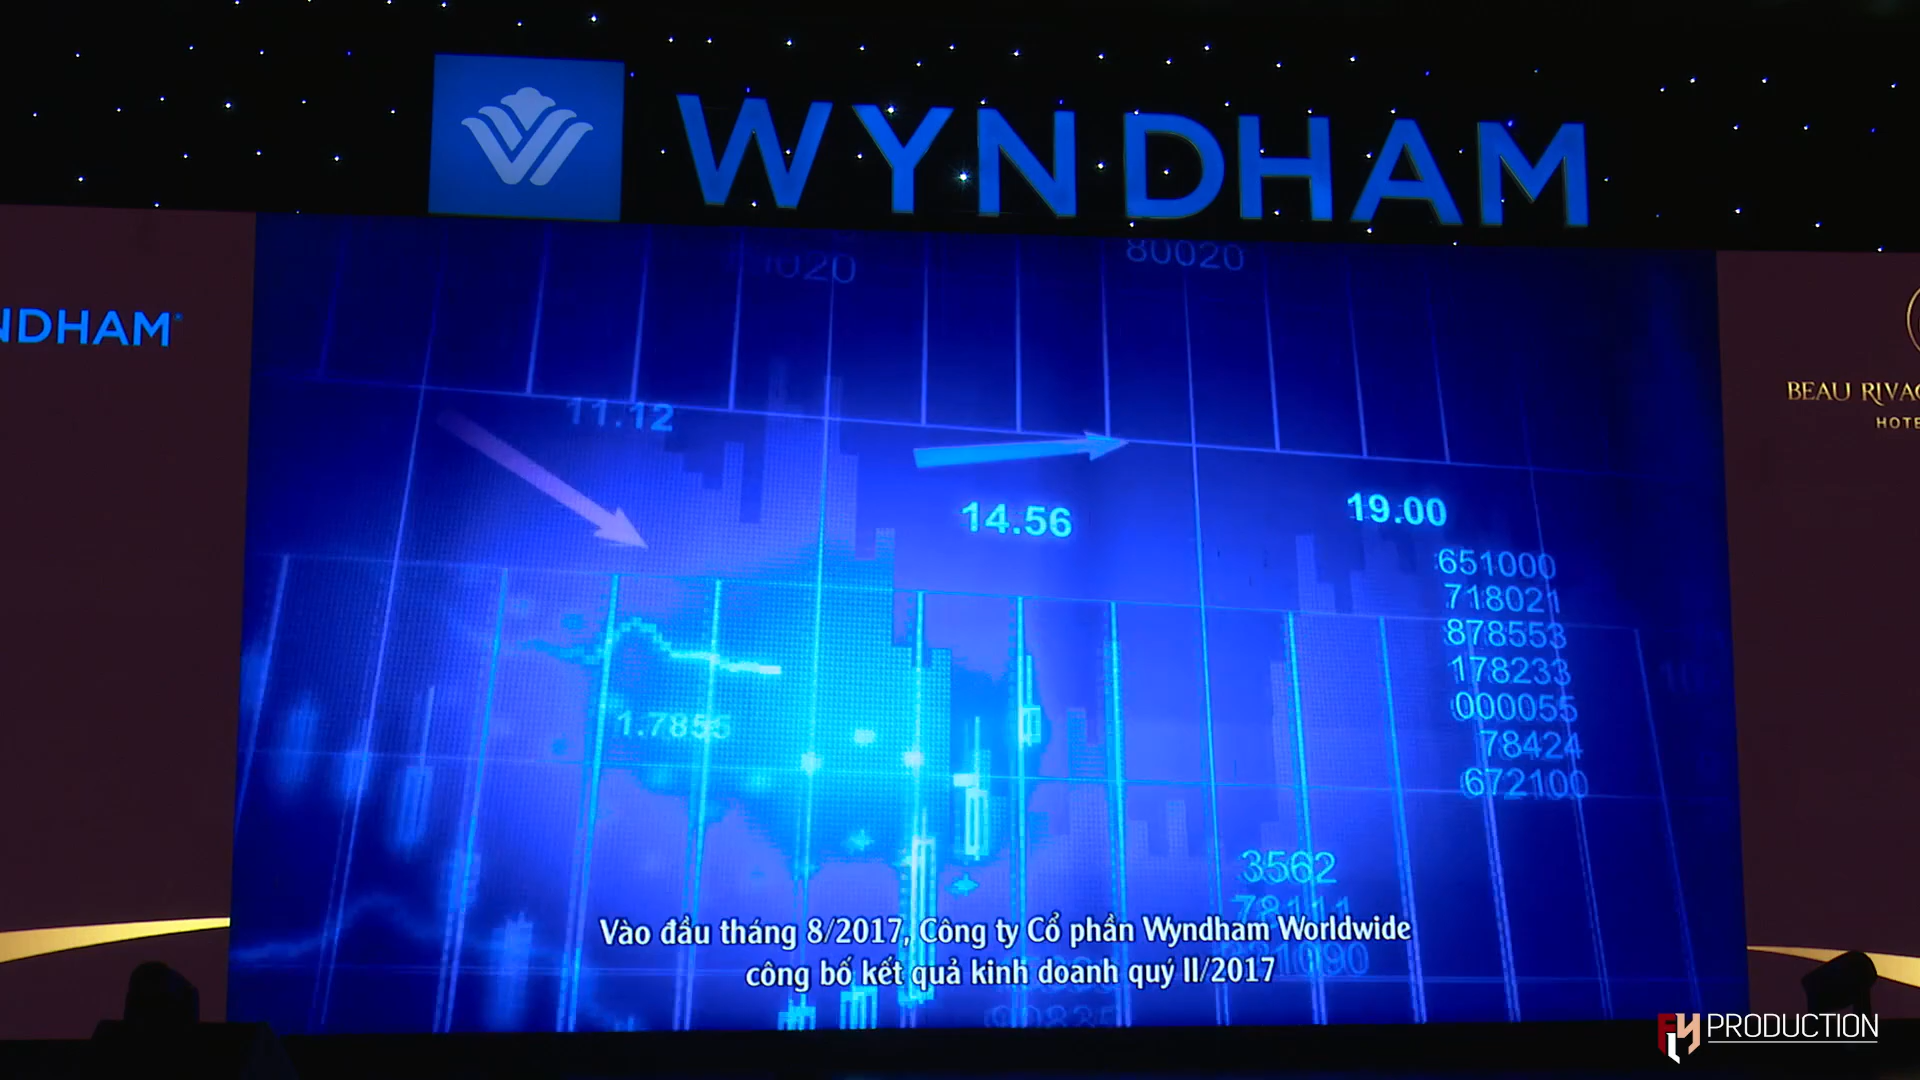 WYNDHAM
NDHAM
80020
11.12
14.56
19.00
651000
718021
878553
178233
000055
78424
672100
1.7855
3562
78111
BEAU RIVAG
HOTE
Vào đầu tháng 8/2017, Công ty Cổ phần Wyndham Worldwide
công bố kết quả kinh doanh quý II/2017
PRODUCTION